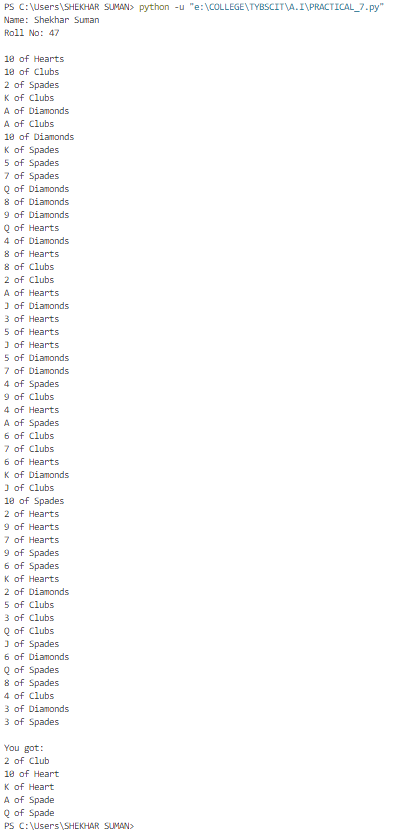 PS C:\Users\SHEKHAR SUMAN> python -u "e:\COLLEGE\TYBSCIT\A.I\PRACTICAL_7.py"
Name: Shekhar Suman
Roll No: 47
10 of Hearts
10 of Clubs
2 of Spades
K of Clubs
A of Diamonds
A of Clubs
10 of Diamonds
K of Spades
5 of Spades
7 of Spades
Q of Diamonds
8 of Diamonds
9 of Diamonds
Q of Hearts
4 of Diamonds
8 of Hearts
8 of Clubs
2 of Clubs
A of Hearts
J of Diamonds
3 of Hearts
5 of Hearts
J of Hearts
5 of Diamonds
7 of Diamonds
4 of Spades
9 of Clubs
4 of Hearts
A of Spades
6 of Clubs
7 of Clubs
6 of Hearts
K of Diamonds
J of Clubs
10 of Spades
2 of Hearts
9 of Hearts
7 of Hearts
9 of Spades
6 of Spades
K of Hearts
2 of Diamonds
5 of Clubs
3 of Clubs
Q of Clubs
J of Spades
6 of Diamonds
Q of Spades
8 of Spades
4 of Clubs
3 of Diamonds
3 of Spades
You got:
2 of Club
10 of Heart
K of Heart
A of Spade
Q of Spade
PS C:\Users\SHEKHAR SUMAN>